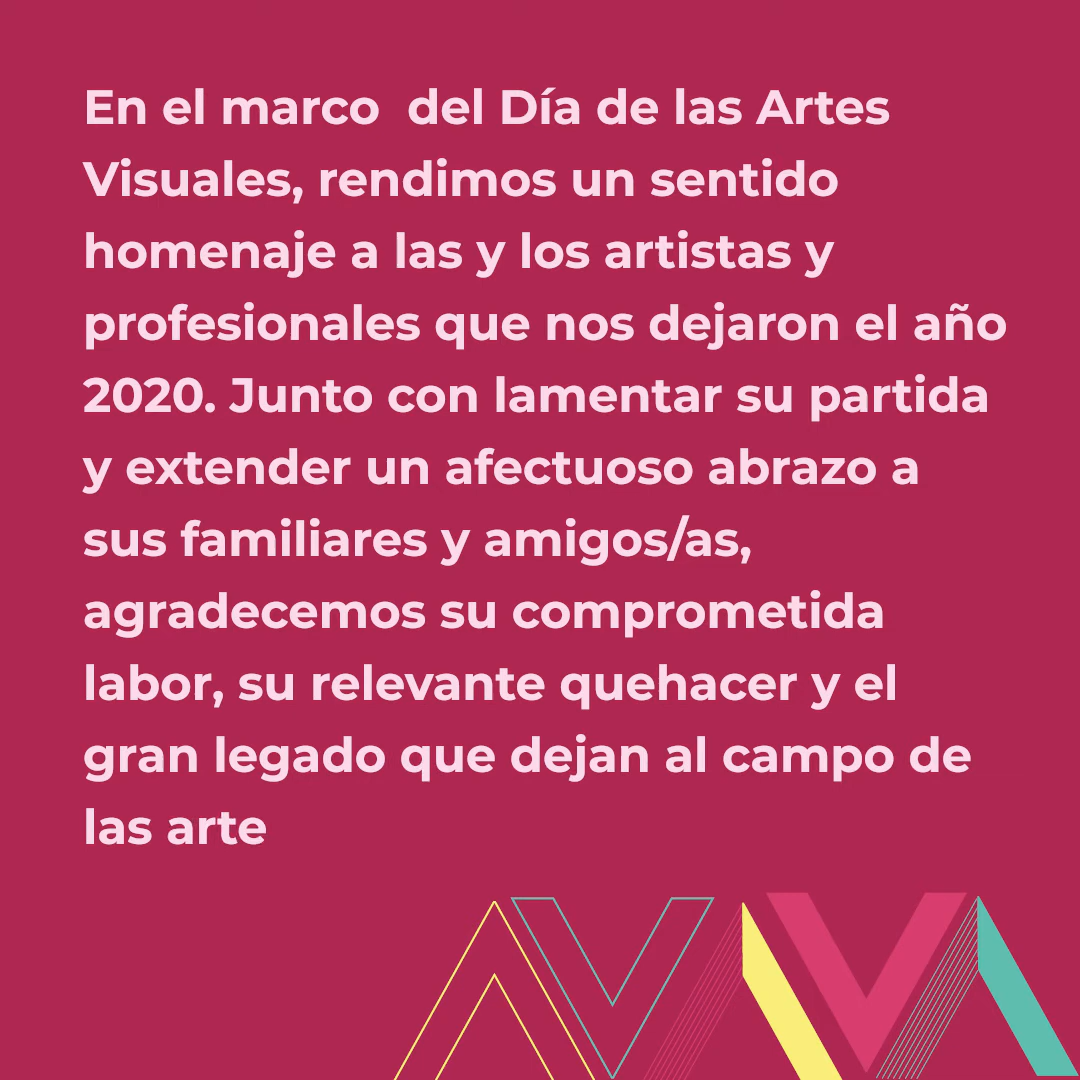 En el marco  del Día de las Artes
Visuales, rendimos un sentido
homenaje a las y los artistas y
profesionales que nos dejaron el año
2020. Junto con lamentar su partida
y extender un afectuoso abrazo a
sus familiares y amigos/as,
agradecemos su comprometida
labor, su relevante quehacer y el
gran legado que dejan al campo de
las arte